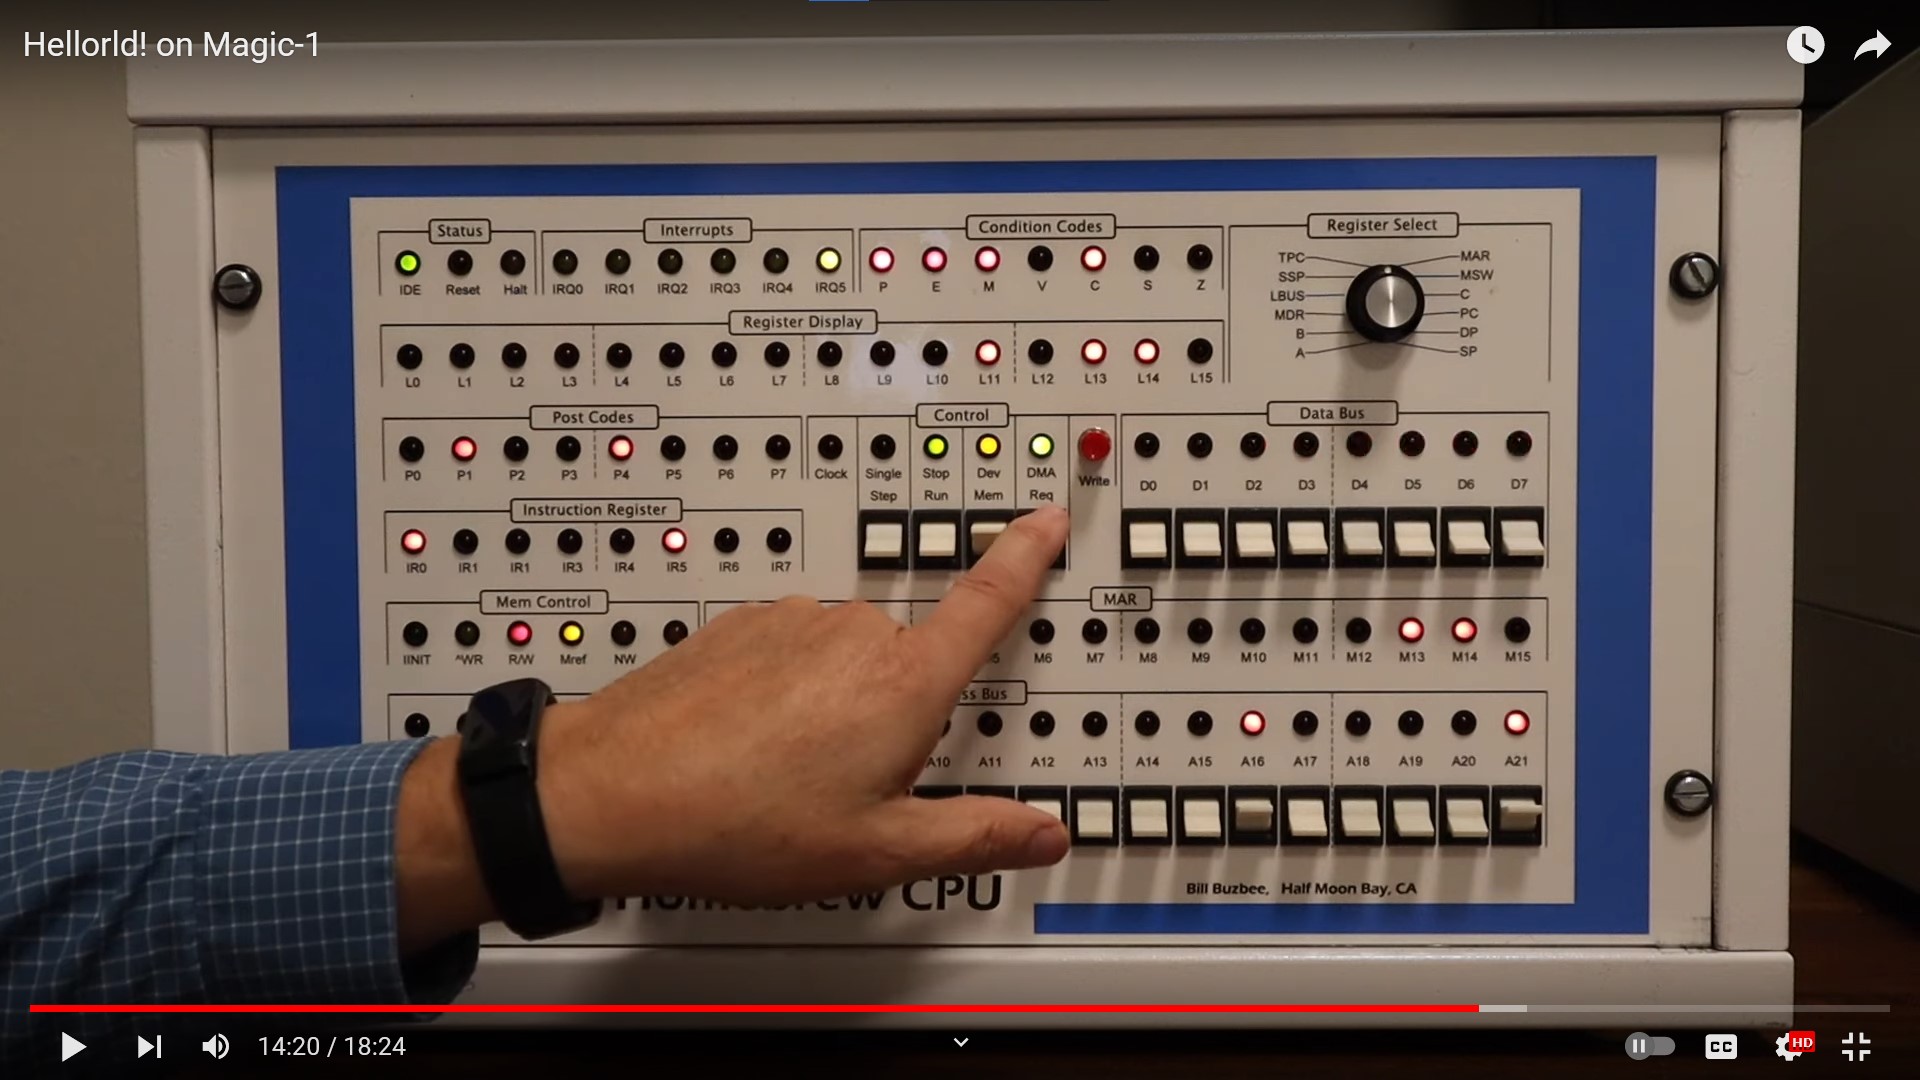 Hellorld! on Magic-1
Status
Interrupts
Condition Codes
Register Select
IDE Reset Halt IRQ0 IRQ1 IRQ2 IRQ3 IRQ4 IRQ5 P E M V C S Z
TPC MAR
SSP MSW
LBUS C
MDR PC
B DP
A SP
Register Display
L0 L1 L2 L3 L4 L5 L6 L7 L8 L9 L10 L11 L12 L13 L14 L15
Post Codes
Control
Data Bus
P0 P1 P2 P3 P4 P5 P6 P7 Clock Single Stop Dev DMA Write D0 D1 D2 D3 D4 D5 D6 D7
Step Run Mem Req
Instruction Register
IR0 IR1 IR1 IR3 IR4 IR5 IR6 IR7
Mem Control
MAR
IINIT ^WR R/W Mref NW M6 M7 M8 M9 M10 M11 M12 M13 M14 M15
Bus
A10 A11 A12 A13 A14 A15 A16 A17 A18 A19 A20 A21
Homebrew CPU
Bill Buzbee, Half Moon Bay, CA
14:20 / 18:24
CC
HD